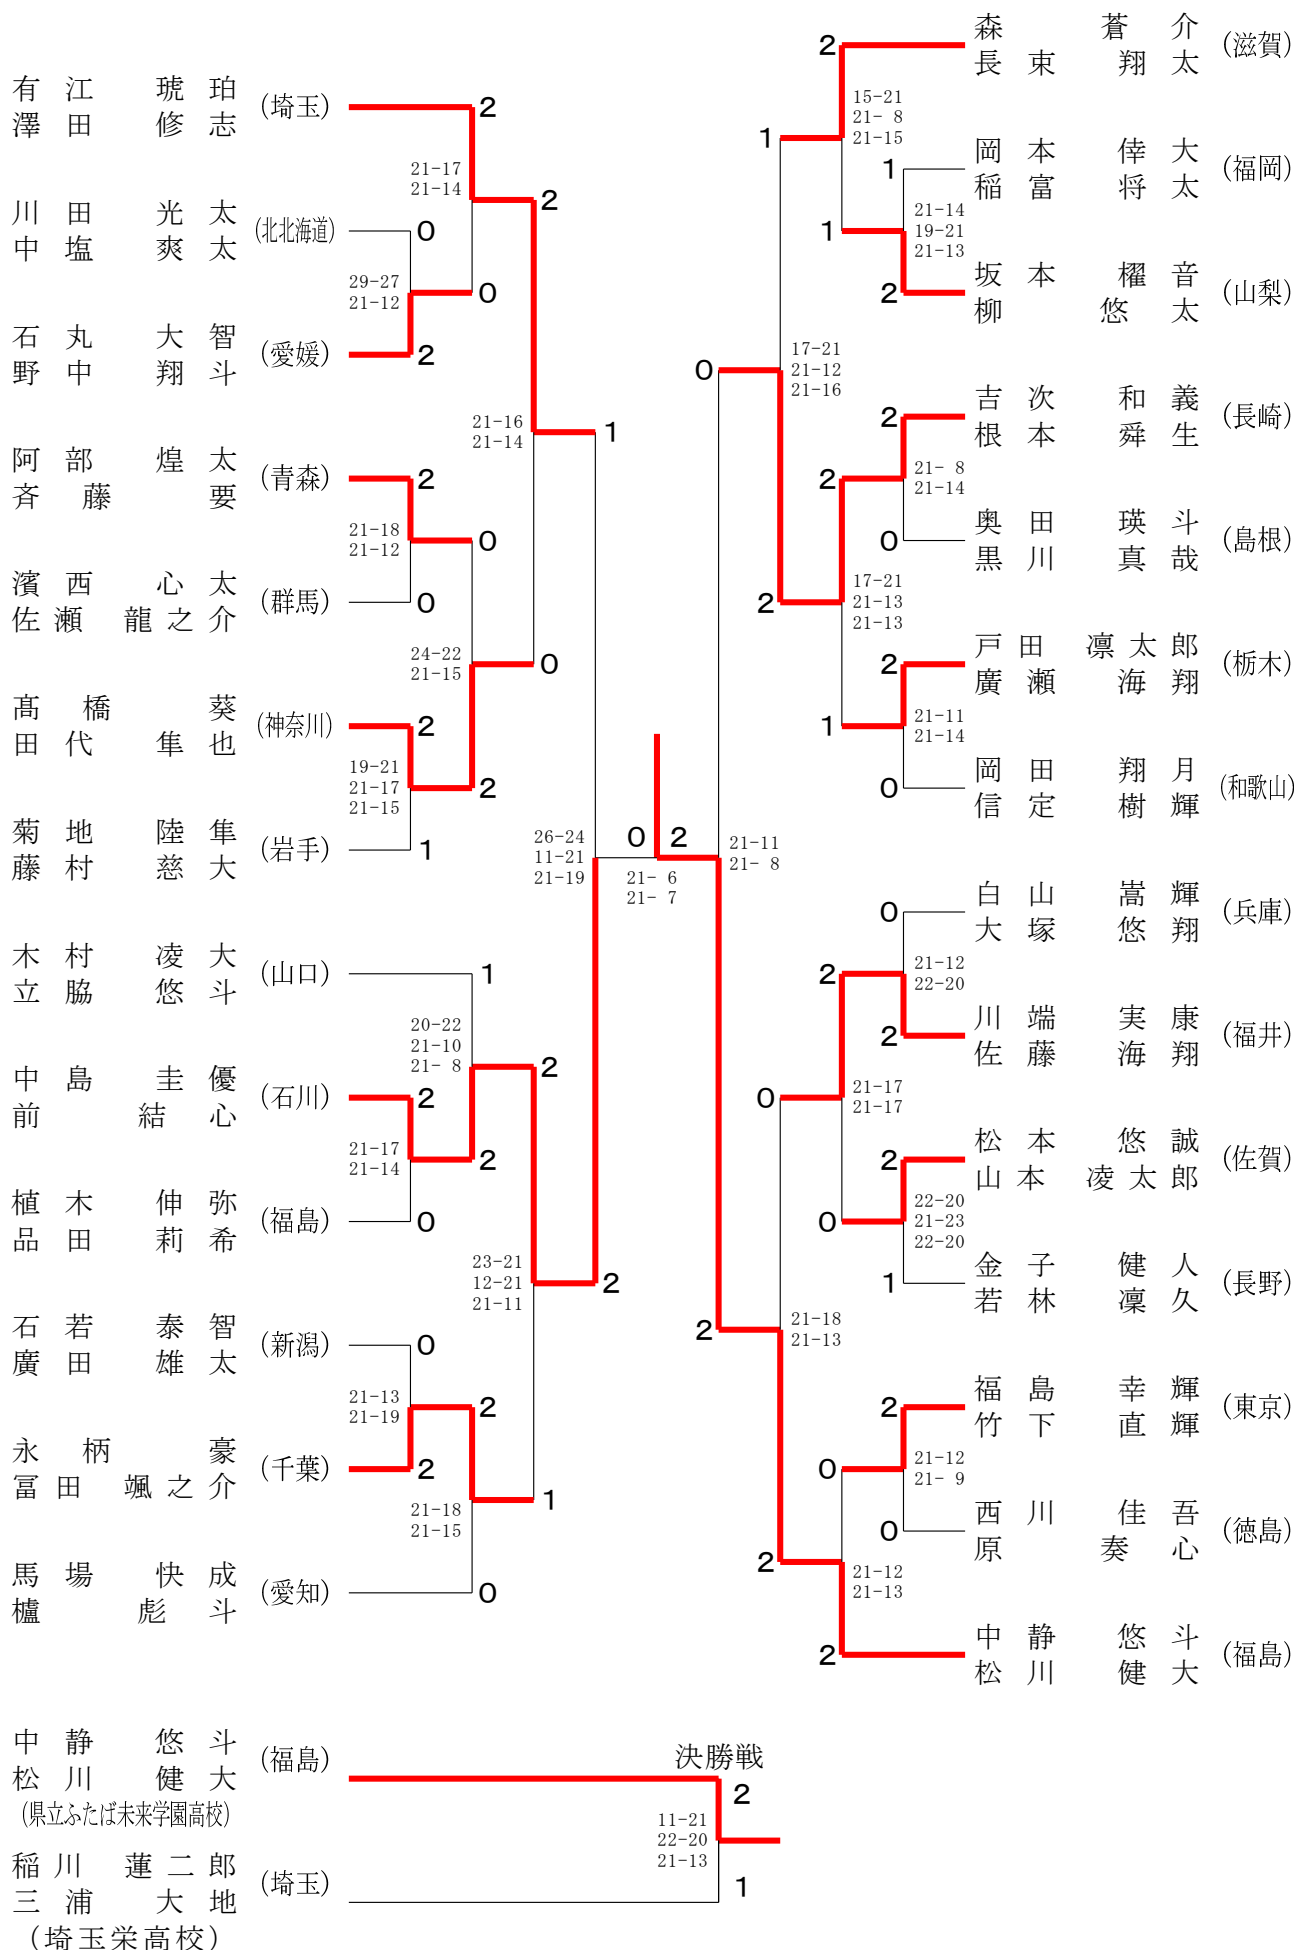 有江 琥珀
澤田 修志
(埼玉)
2
21-17
21-14
2
川田 光太
中塩 爽太
(北北海道)
0
29-27
21-12
0
石丸 大智
野中 翔斗
(愛媛)
2
21-16
21-14
1
阿部 煌太
斉藤 要
(青森)
2
21-18
21-12
0
濱西 心太
佐瀬 龍之介
(群馬)
0
24-22
21-15
0
髙橋 葵
田代 隼也
(神奈川)
2
19-21
21-17
21-15
2
菊地 陸隼
藤村 慈大
(岩手)
1
26-24
11-21
21-19
0
2
21- 6
21- 7
木村 凌大
立脇 悠斗
(山口)
1
20-22
21-10
21- 8
2
中島 圭優
前 結心
(石川)
2
21-17
21-14
2
植木 伸弥
品田 莉希
(福島)
0
23-21
12-21
21-11
2
石若 泰智
廣田 雄太
(新潟)
0
21-13
21-19
2
永柄 豪
冨田 颯之介
(千葉)
2
21-18
21-15
1
馬場 快成
櫨 彪斗
(愛知)
0
森 蒼介
長束 翔太
(滋賀)
2
15-21
21- 8
21-15
1
岡本 倖大
稲富 将太
(福岡)
1
21-14
19-21
21-13
1
坂本 櫂音
柳 悠太
(山梨)
2
17-21
21-12
21-16
0
吉次 和義
根本 舜生
(長崎)
2
21- 8
21-14
2
奥田 瑛斗
黒川 真哉
(島根)
0
17-21
21-13
21-13
2
戸田 凛太郎
廣瀬 海翔
(栃木)
2
21-11
21-14
1
岡田 翔月
信定 樹輝
(和歌山)
0
21-11
21- 8
白山 嵩輝
大塚 悠翔
(兵庫)
0
21-12
22-20
2
川端 実康
佐藤 海翔
(福井)
2
21-17
21-17
0
松本 悠誠
山本 凌太郎
(佐賀)
2
22-20
21-23
22-20
0
金子 健人
若林 凜久
(長野)
1
21-18
21-13
2
福島 幸輝
竹下 直輝
(東京)
2
21-12
21- 9
0
西川 佳吾
原 奏心
(徳島)
0
21-12
21-13
2
中静 悠斗
松川 健大
(福島)
2
中静 悠斗
松川 健大
(福島)
(県立ふたば未来学園高校)
決勝戦
2
11-21
22-20
21-13
1
稲川 蓮二郎
三浦 大地
(埼玉)
(埼玉栄高校)